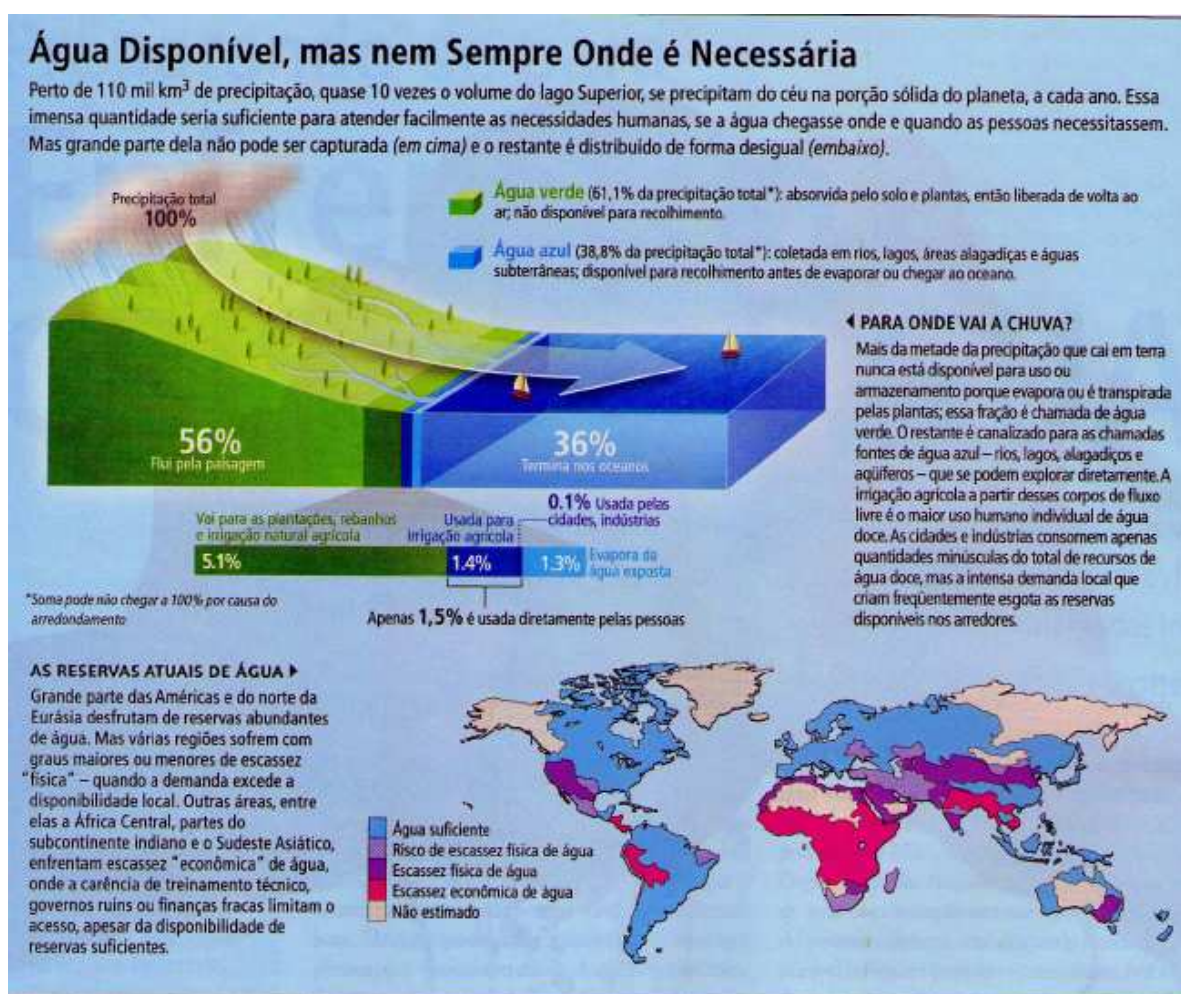 Água Disponível, mas nem Sempre Onde é Necessária
Perto de 110 mil km³ de precipitação, quase 10 vezes o volume do lago Superior, se precipitam do céu na porção sólida do planeta, a cada ano. Essa
imensa quantidade seria suficiente para atender facilmente as necessidades humanas, se a água chegasse onde e quando as pessoas necessitassem.
Mas grande parte dela não pode ser capturada (em cima) e o restante é distribuído de forma desigual (embaixo).
Precipitação total
100%
Água verde (61,1% da precipitação total*): absorvida pelo solo e plantas, então liberada de volta ao
ar; não disponível para recolhimento.
Água azul (38,8% da precipitação total*): coletada em rios, lagos, áreas alagadiças e águas
subterrâneas; disponível para recolhimento antes de evaporar ou chegar ao oceano.
56%
Flui pela paisagem
36%
Termina nos oceanos
Vai para as plantações, rebanhos
e irrigação natural agrícola
5.1%
Usada para
irrigação agrícola
1.4%
0.1% Usada pelas
cidades, indústrias
1.3% Evapora da
água exposta
*Soma pode não chegar a 100% por causa do
arredondamento
Apenas 1,5% é usada diretamente pelas pessoas
PARA ONDE VAI A CHUVA?
Mais da metade da precipitação que cai em terra
nunca está disponível para uso ou
armazenamento porque evapora ou é transpirada
pelas plantas; essa fração é chamada de água
verde. O restante é canalizado para as chamadas
fontes de água azul – rios, lagos, alagadiços e
aqüíferos – que se podem explorar diretamente. A
irrigação agrícola a partir desses corpos de fluxo
livre é o maior uso humano individual de água
doce. As cidades e indústrias consomem apenas
quantidades minúsculas do total de recursos de
água doce, mas a intensa demanda local que
criam freqüentemente esgota as reservas
disponíveis nos arredores.
AS RESERVAS ATUAIS DE ÁGUA
Grande parte das Américas e do norte da
Eurásia desfrutam de reservas abundantes
de água. Mas várias regiões sofrem com
graus maiores ou menores de escassez
"física" – quando a demanda excede a
disponibilidade local. Outras áreas, entre
elas a África Central, partes do
subcontinente indiano e o Sudeste Asiático,
enfrentam escassez "econômica" de água,
onde a carência de treinamento técnico,
governos ruins ou finanças fracas limitam o
acesso, apesar da disponibilidade de
reservas suficientes.
Água suficiente
Risco de escassez física de água
Escassez física de água
Escassez econômica de água
Não estimado